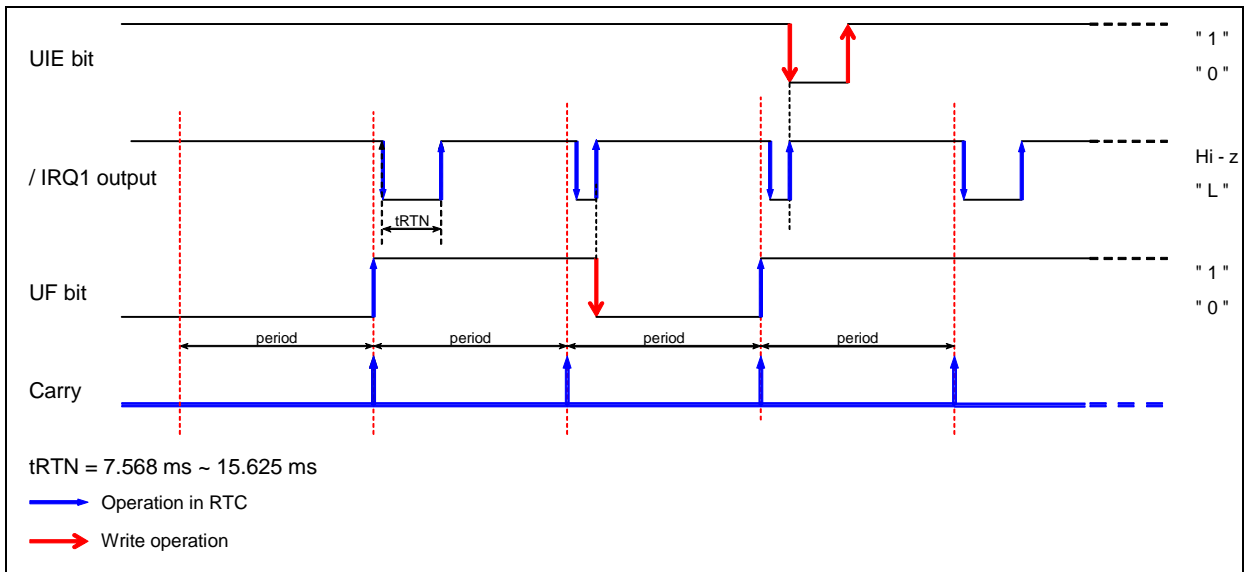 UIE bit
" 1 "
" 0 "
/ IRQ1 output
Hi - z
" L "
tRTN
UF bit
" 1 "
" 0 "
period period period period
Carry
tRTN = 7.568 ms ~ 15.625 ms
Operation in RTC
Write operation